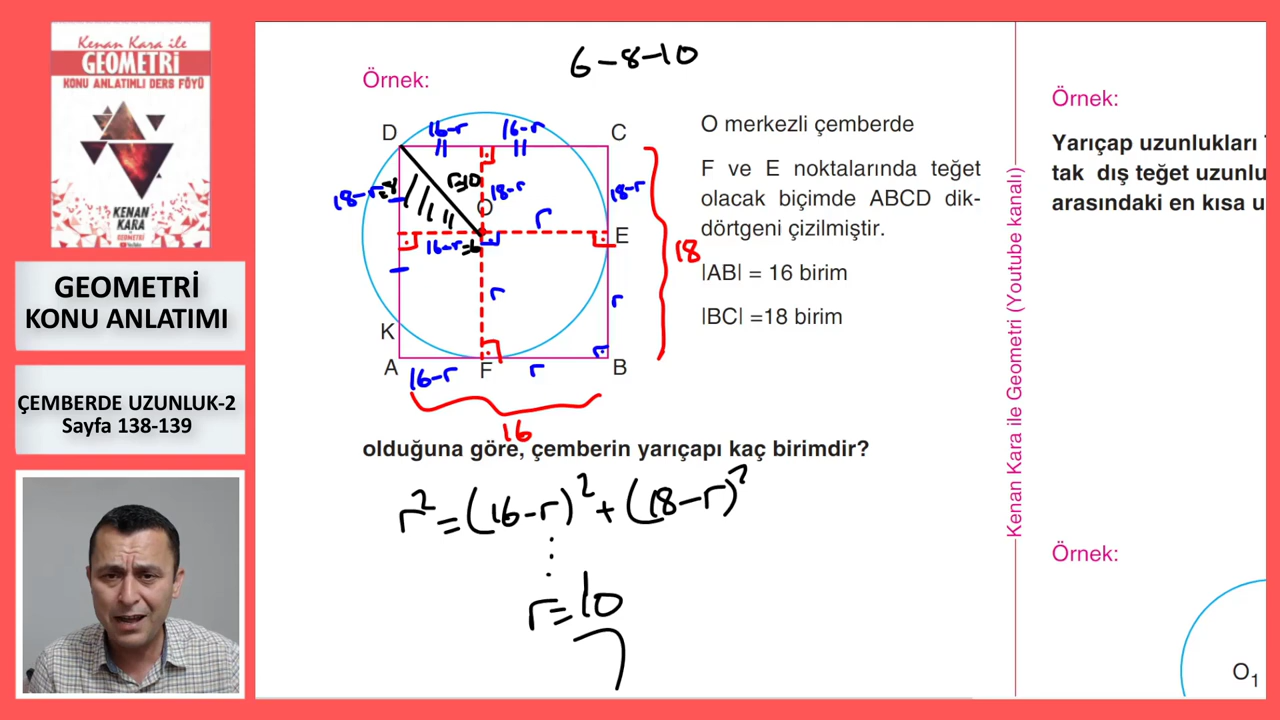 Kenan Kara ile
GEOMETRİ
KONU ANLATIMLI DERS FÖYÜ
KENAN
KARA
GEOMETRİ
KONU ANLATIMI
ÇEMBERDE UZUNLUK-2
Sayfa 138-139
6-8-10
Örnek:
D
16-r
16-r
C
18-r=8
r=10
O
18-r
18-r
r
16-r=6
E
18
r
r
K
A
16-r
F
r
B
16
O merkezli çemberde
F ve E noktalarında teğet
olacak biçimde ABCD dik-
dörtgeni çizilmiştir.
|AB| = 16 birim
|BC| =18 birim
olduğuna göre, çemberin yarıçapı kaç birimdir?
r²=(16-r)²+(18-r)²
r=10
Kenan Kara ile Geometri (Youtube kanalı)
Örnek:
Yarıçap uzunlukları
tak dış teğet uzunlu
arasındaki en kısa u
Örnek:
O1